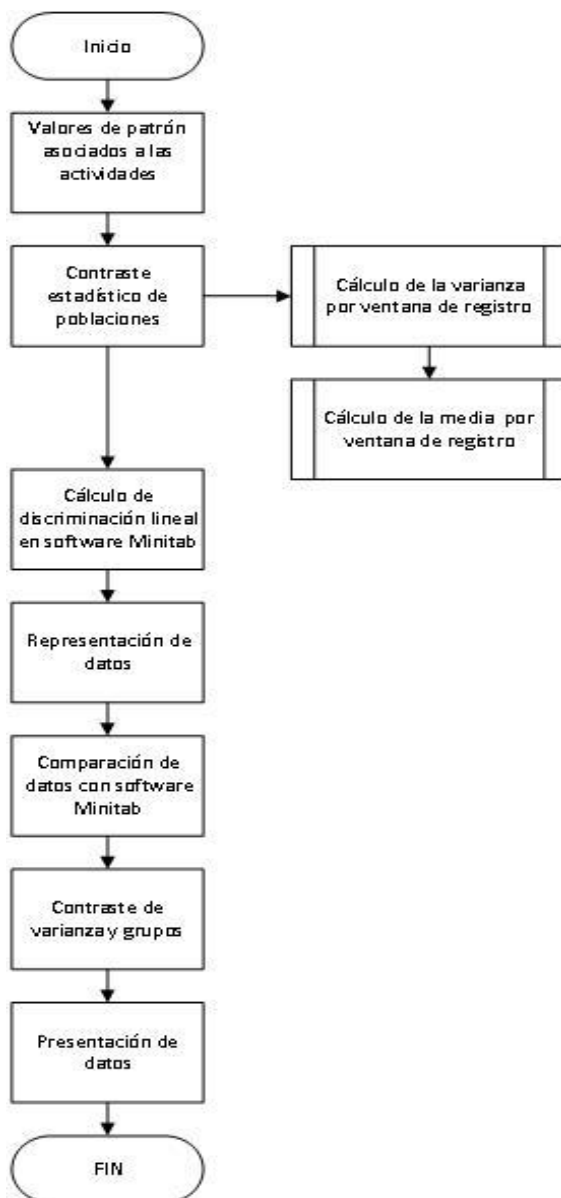 Inicio
Valores de patrón
asociados a las
actividades
Contraste
estadístico de
poblaciones
Cálculo de la varianza
por ventana de registro
Cálculo de la media por
ventana de registro
Cálculo de
discriminación lineal
en software Minitab
Representación de
datos
Comparación de
datos con software
Minitab
Contraste de
varianza y grupos
Presentación de
datos
FIN